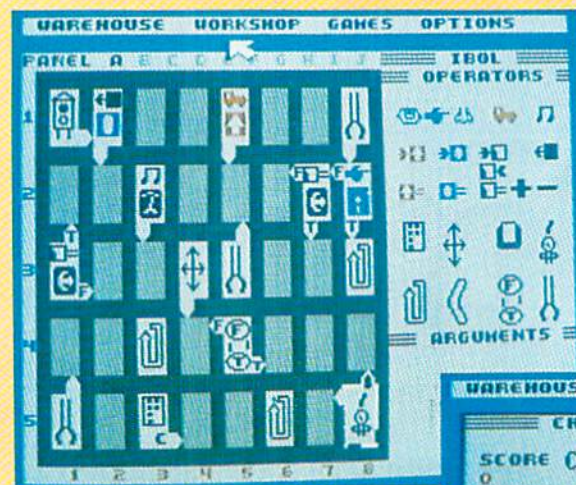 WAREHOUSE WORKSHOP GAMES OPTIONS
PANEL A B C D E F G H I J
IBOL
OPERATORS
1
2
3
4
5
F
F
T
T
T
F
F
F
T
T
C
ARGUMENTS
1 2 3 4 5 6 7 8
WAREHOUS
CH
SCORE
0